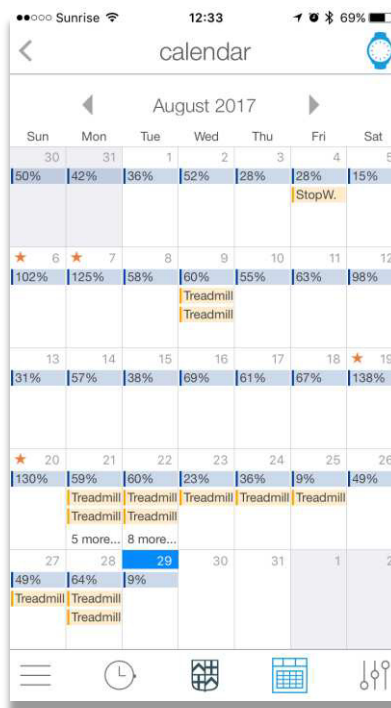 Sunrise 12:33 69%
calendar
August 2017
Sun Mon Tue Wed Thu Fri Sat
30 31 1 2 3 4 5
50% 42% 36% 52% 28% 28% 15%
StopW.
6 7 8 9 10 11 12
102% 125% 58% 60% 55% 63% 98%
Treadmill
Treadmill
13 14 15 16 17 18 19
31% 57% 38% 69% 61% 67% 138%
20 21 22 23 24 25 26
130% 59% 60% 23% 36% 9% 49%
Treadmill Treadmill Treadmill Treadmill Treadmill
Treadmill Treadmill
5 more... 8 more...
27 28 29 30 31 1 2
49% 64% 9%
Treadmill Treadmill
Treadmill